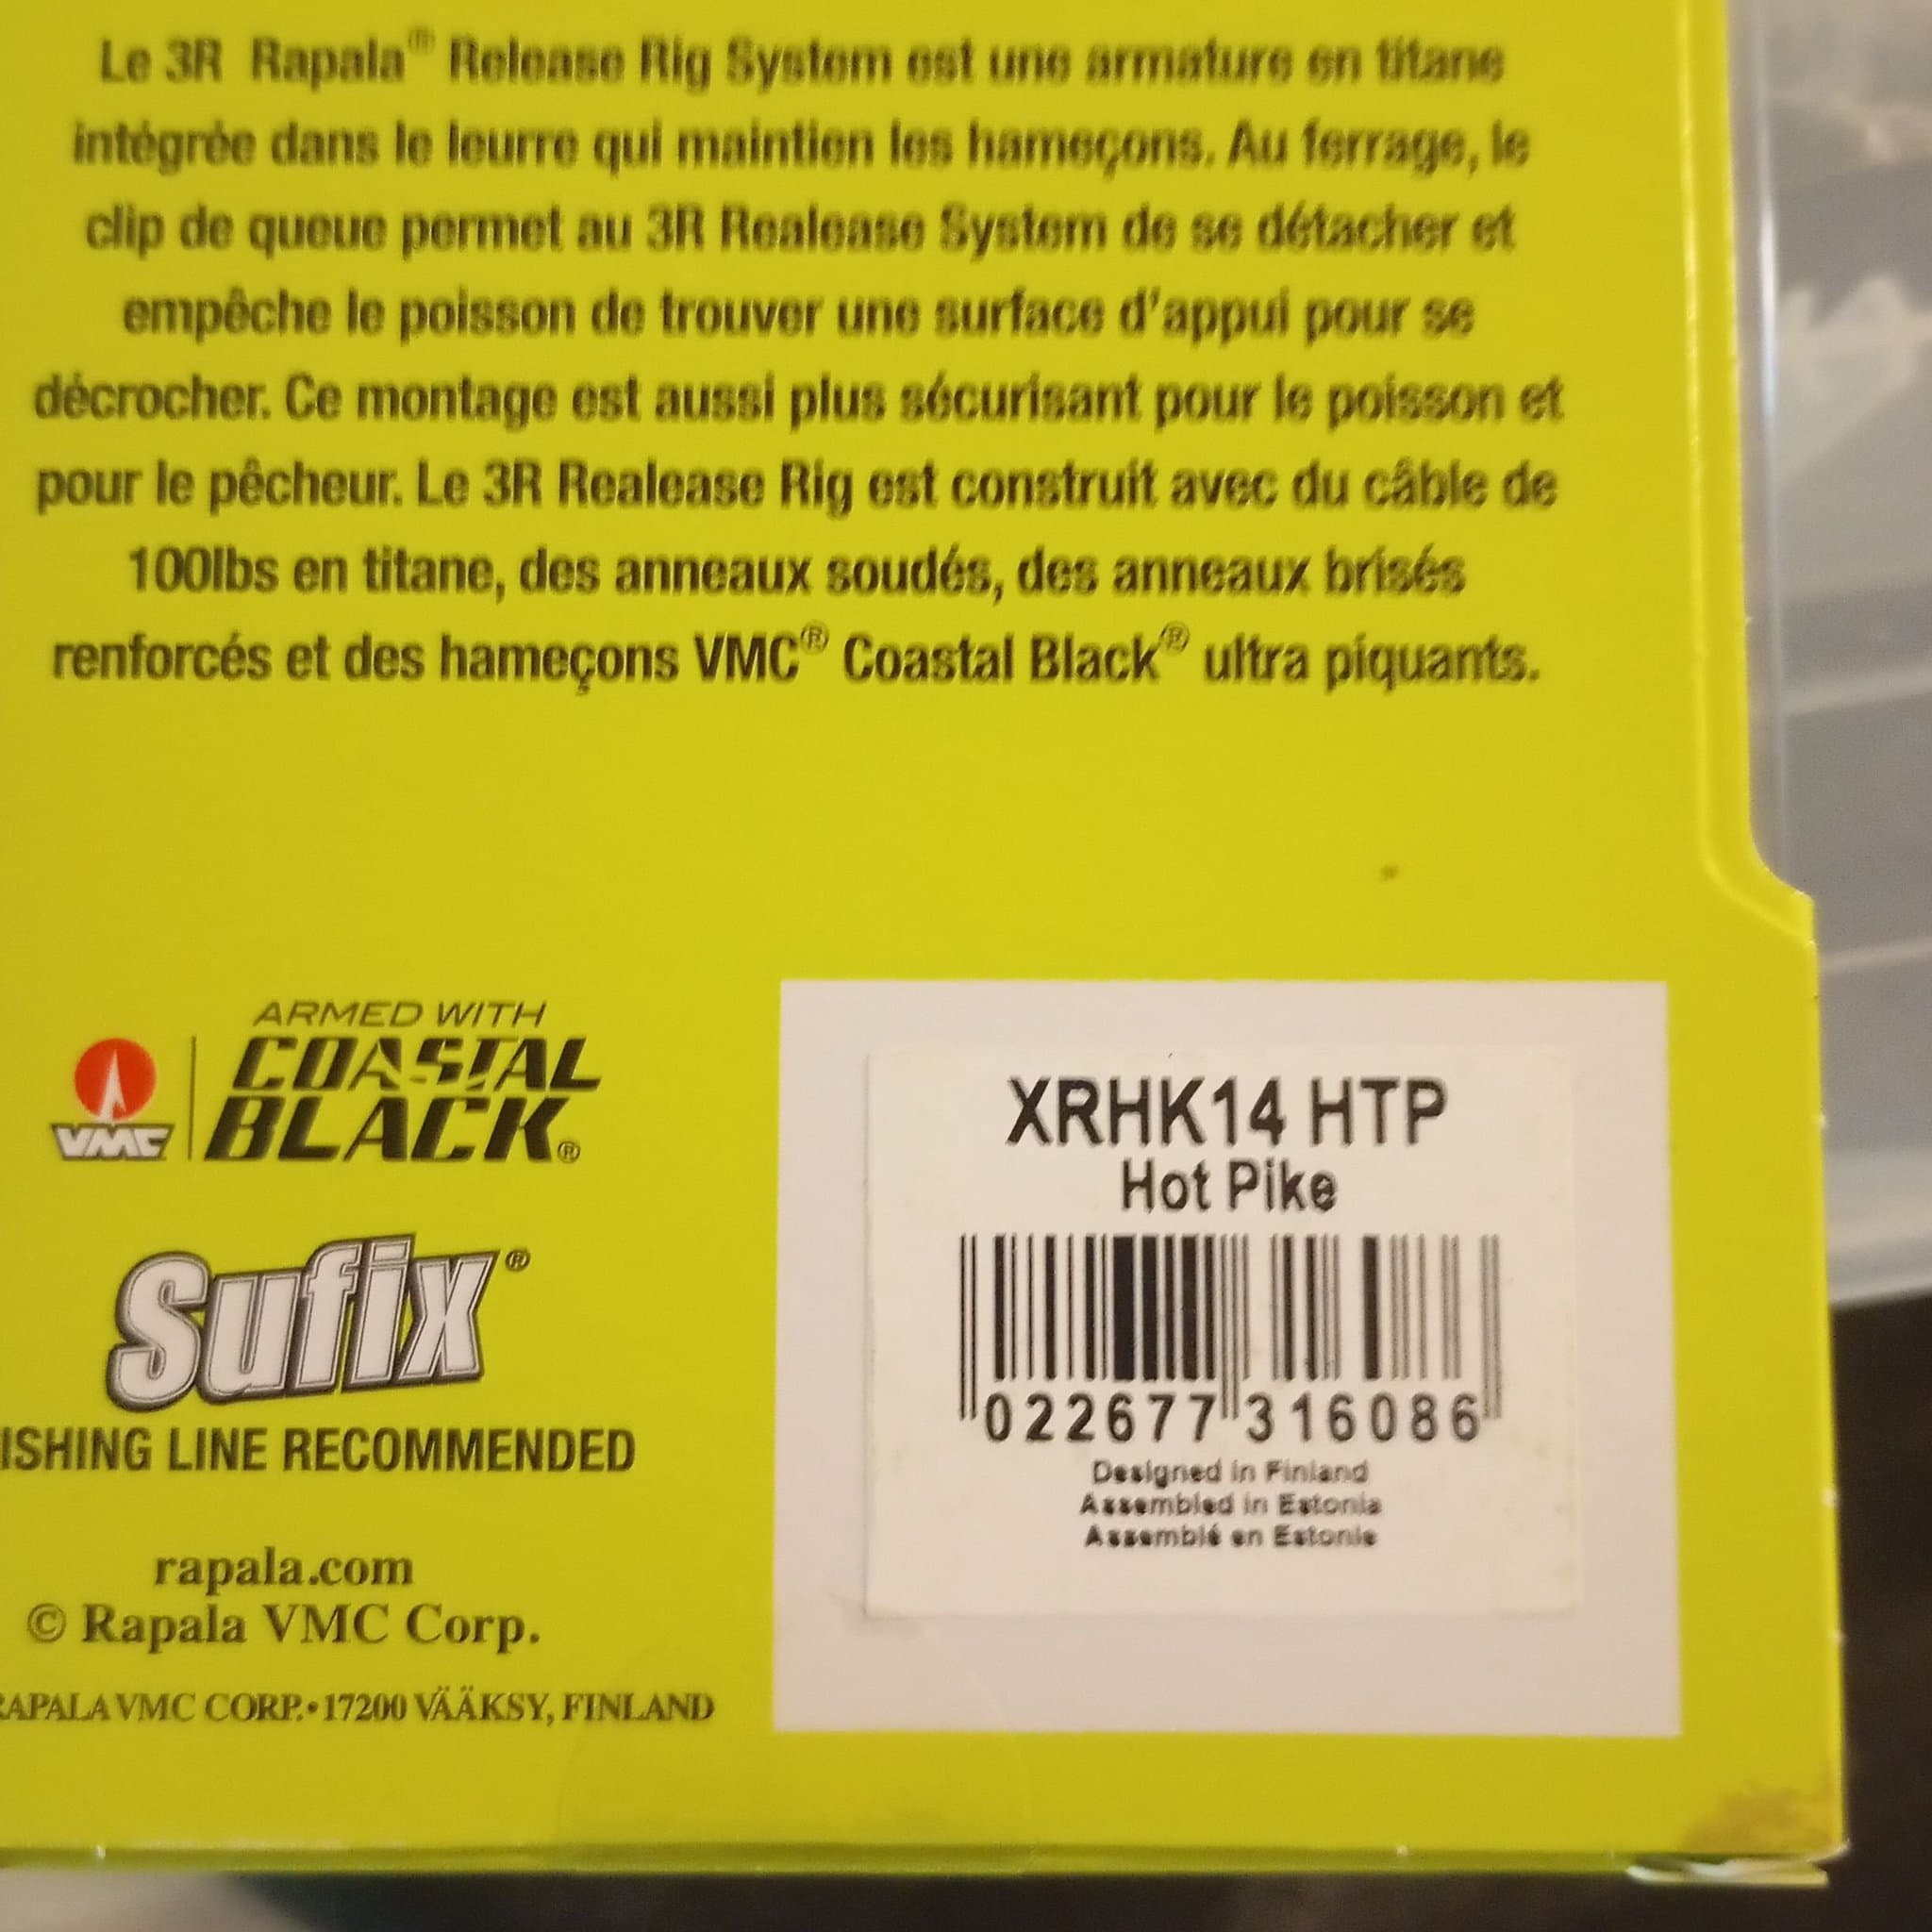 Le 3R Rapala® Release Rig System est une armature en titane
intégrée dans le leurre qui maintien les hameçons. Au ferrage, le
clip de queue permet au 3R Realease System de se détacher et
empêche le poisson de trouver une surface d'appui pour se
décrocher. Ce montage est aussi plus sécurisant pour le poisson et
pour le pêcheur. Le 3R Realease Rig est construit avec du câble de
100lbs en titane, des anneaux soudés, des anneaux brisés
renforcés et des hameçons VMC® Coastal Black® ultra piquants.
ARMED WITH
COASTAL
BLACK®
VMC
Sufix®
ISHING LINE RECOMMENDED
rapala.com
© Rapala VMC Corp.
RAPALA VMC CORP.•17200 VÄÄKSY, FINLAND
XRHK14 HTP
Hot Pike
022677316086
Designed in Finland
Assembled in Estonia
Assemblé en Estonie